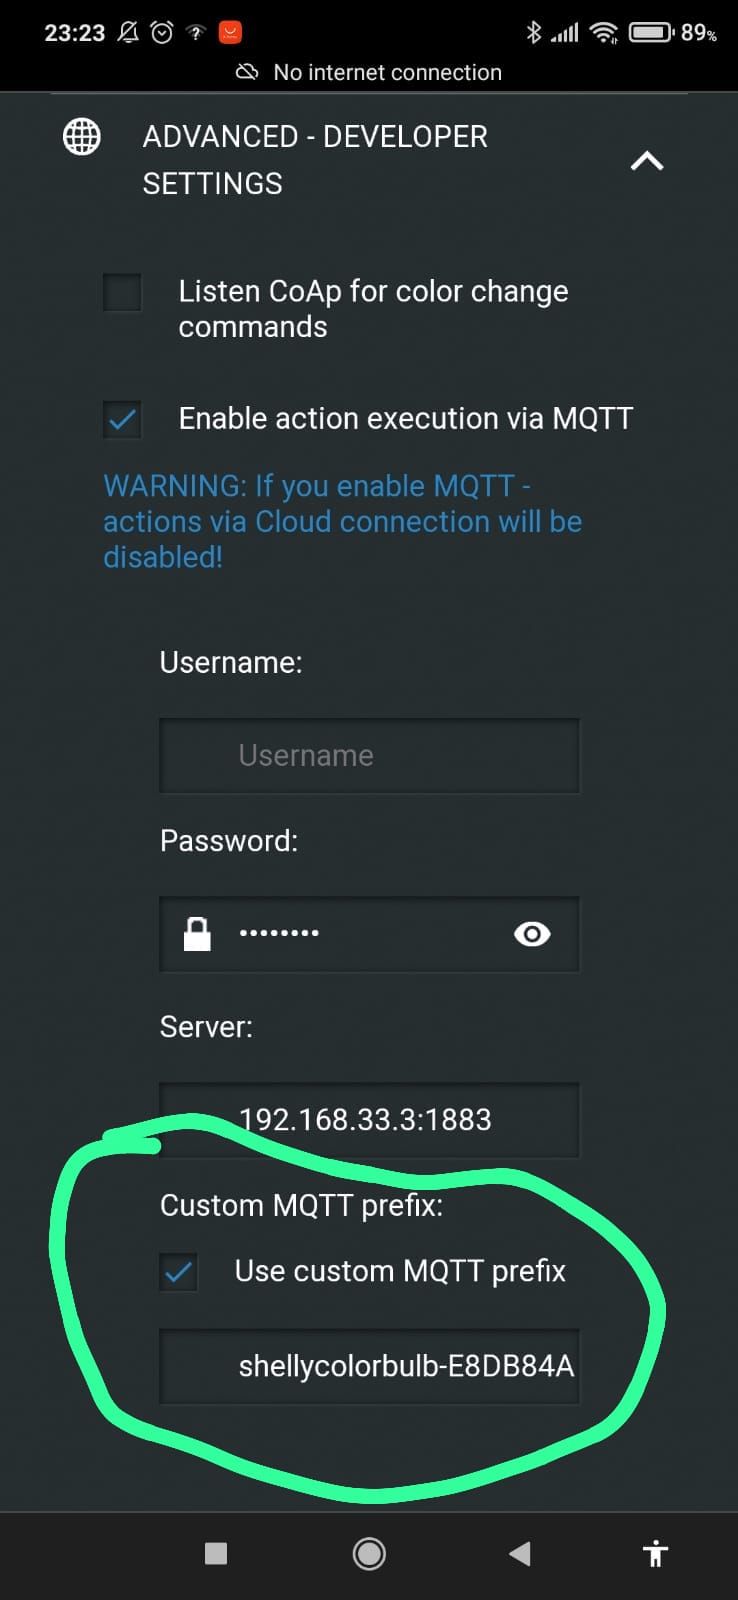 23:23
89%
No internet connection
ADVANCED - DEVELOPER
SETTINGS
Listen CoAp for color change
commands
Enable action execution via MQTT
WARNING: If you enable MQTT -
actions via Cloud connection will be
disabled!
Username:
Username
Password:
••••••••
Server:
192.168.33.3:1883
Custom MQTT prefix:
Use custom MQTT prefix
shellycolorbulb-E8DB84A